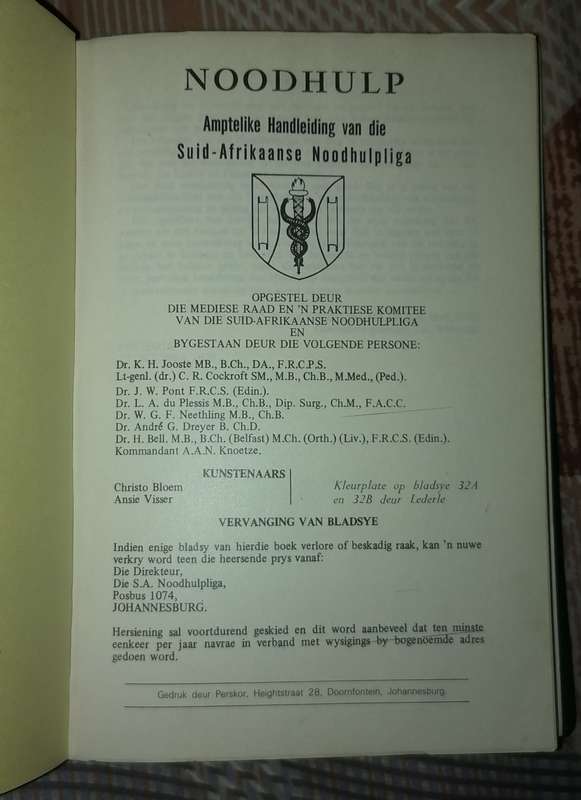 NOODHULP
Amptelike Handleiding van die
Suid-Afrikaanse Noodhulpliga
OPGESTEL DEUR
DIE MEDIESE RAAD EN 'N PRAKTIESE KOMITEE
VAN DIE SUID-AFRIKAANSE NOODHULPLIGA
EN
BYGESTAAN DEUR DIE VOLGENDE PERSONE:
Dr. K. H. Jooste MB., B.Ch., DA., F.R.C.P.S.
Lt-genl. (dr.) C. R. Cockroft SM., M.B., Ch.B., M.Med., (Ped.).
Dr. J. W. Pont F.R.C.S. (Edin.).
Dr. L. A. du Plessis M.B., Ch.B., Dip. Surg., Ch.M., F.A.C.C.
Dr. W. G. F. Neethling M.B., Ch.B.
Dr. André G. Dreyer B. Ch.D.
Dr. H. Bell. M.B., B.Ch. (Belfast) M.Ch. (Orth.) (Liv.), F.R.C.S. (Edin.).
Kommandant A.A.N. Knoetze.
KUNSTENAARS
Christo Bloem
Ansie Visser
Kleurplate op bladsye 32A
en 32B deur Lederle
VERVANGING VAN BLADSYE
Indien enige bladsy van hierdie boek verlore of beskadig raak, kan 'n nuwe
verkry word teen die heersende prys vanaf:
Die Direkteur,
Die S.A. Noodhulpliga,
Posbus 1074,
JOHANNESBURG.
Hersiening sal voortdurend geskied en dit word aanbeveel dat ten minste
eenkeer per jaar navrae in verband met wysigings by bogenoemde adres
gedoen word.
Gedruk deur Perskor, Heightstraat 28, Doornfontein, Johannesburg.